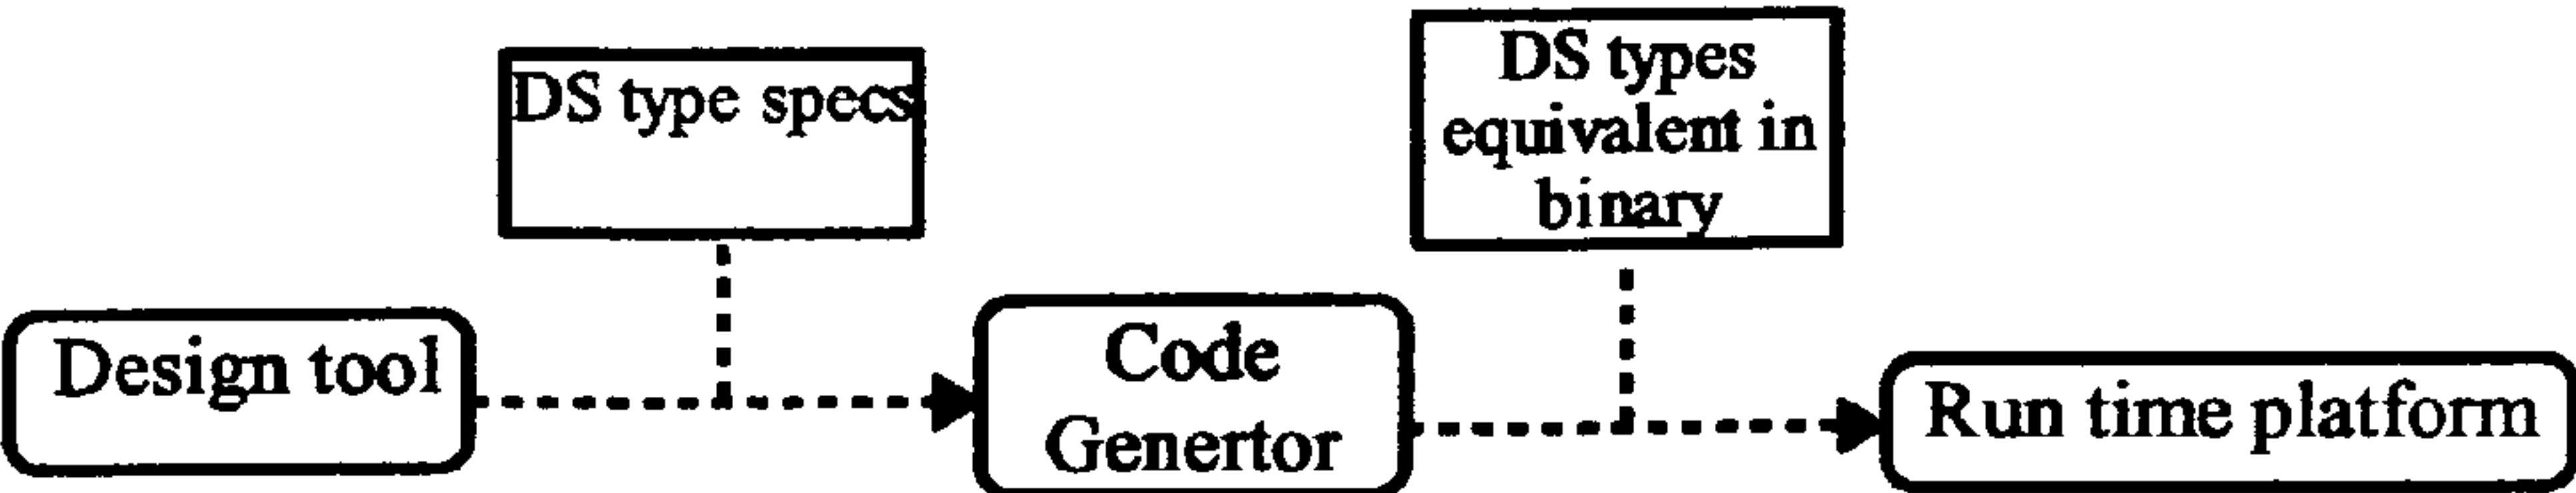 DS type specs
DS types
equivalent in
binary
Design tool
Code
Genertor
Run time platform